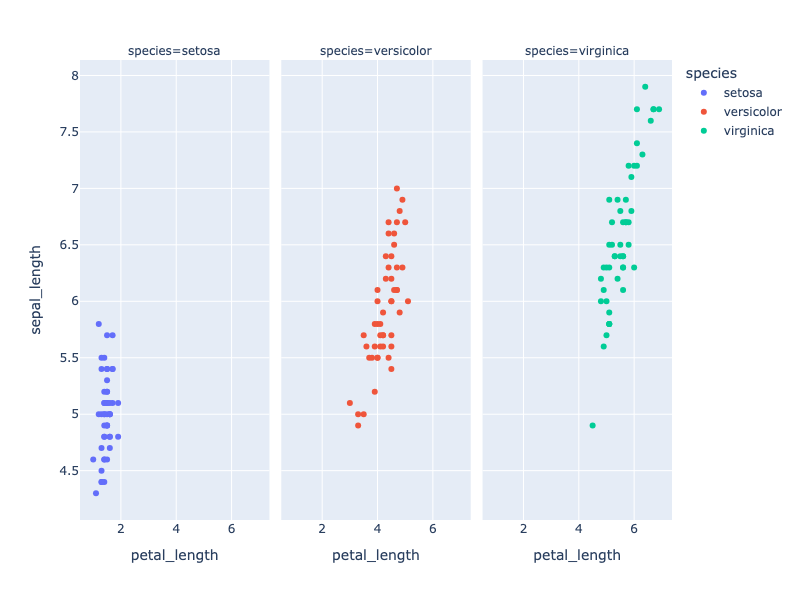 species=setosa
species=versicolor
species=virginica
species
setosa
versicolor
virginica
sepal_length
8
7.5
7
6.5
6
5.5
5
4.5
2 4 6
2 4 6
2 4 6
petal_length
petal_length
petal_length